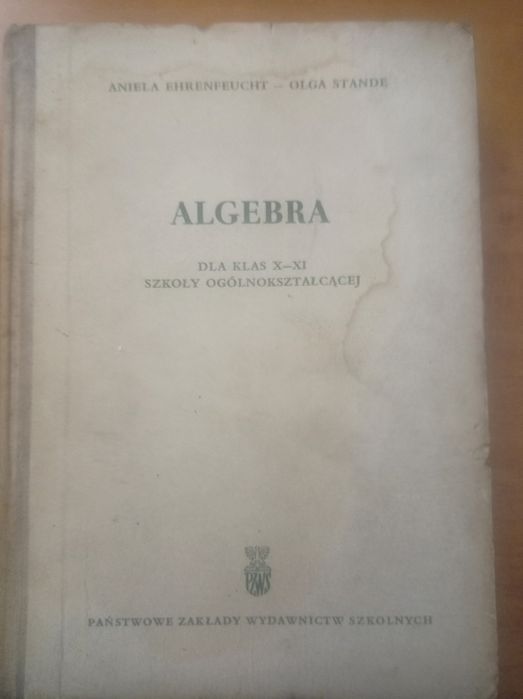 ANIELA EHRENFEUCHT – OLGA STANDE
ALGEBRA
DLA KLAS X–XI
SZKOŁY OGÓLNOKSZTAŁCĄCEJ
PZWS
PAŃSTWOWE ZAKŁADY WYDAWNICTW SZKOLNYCH